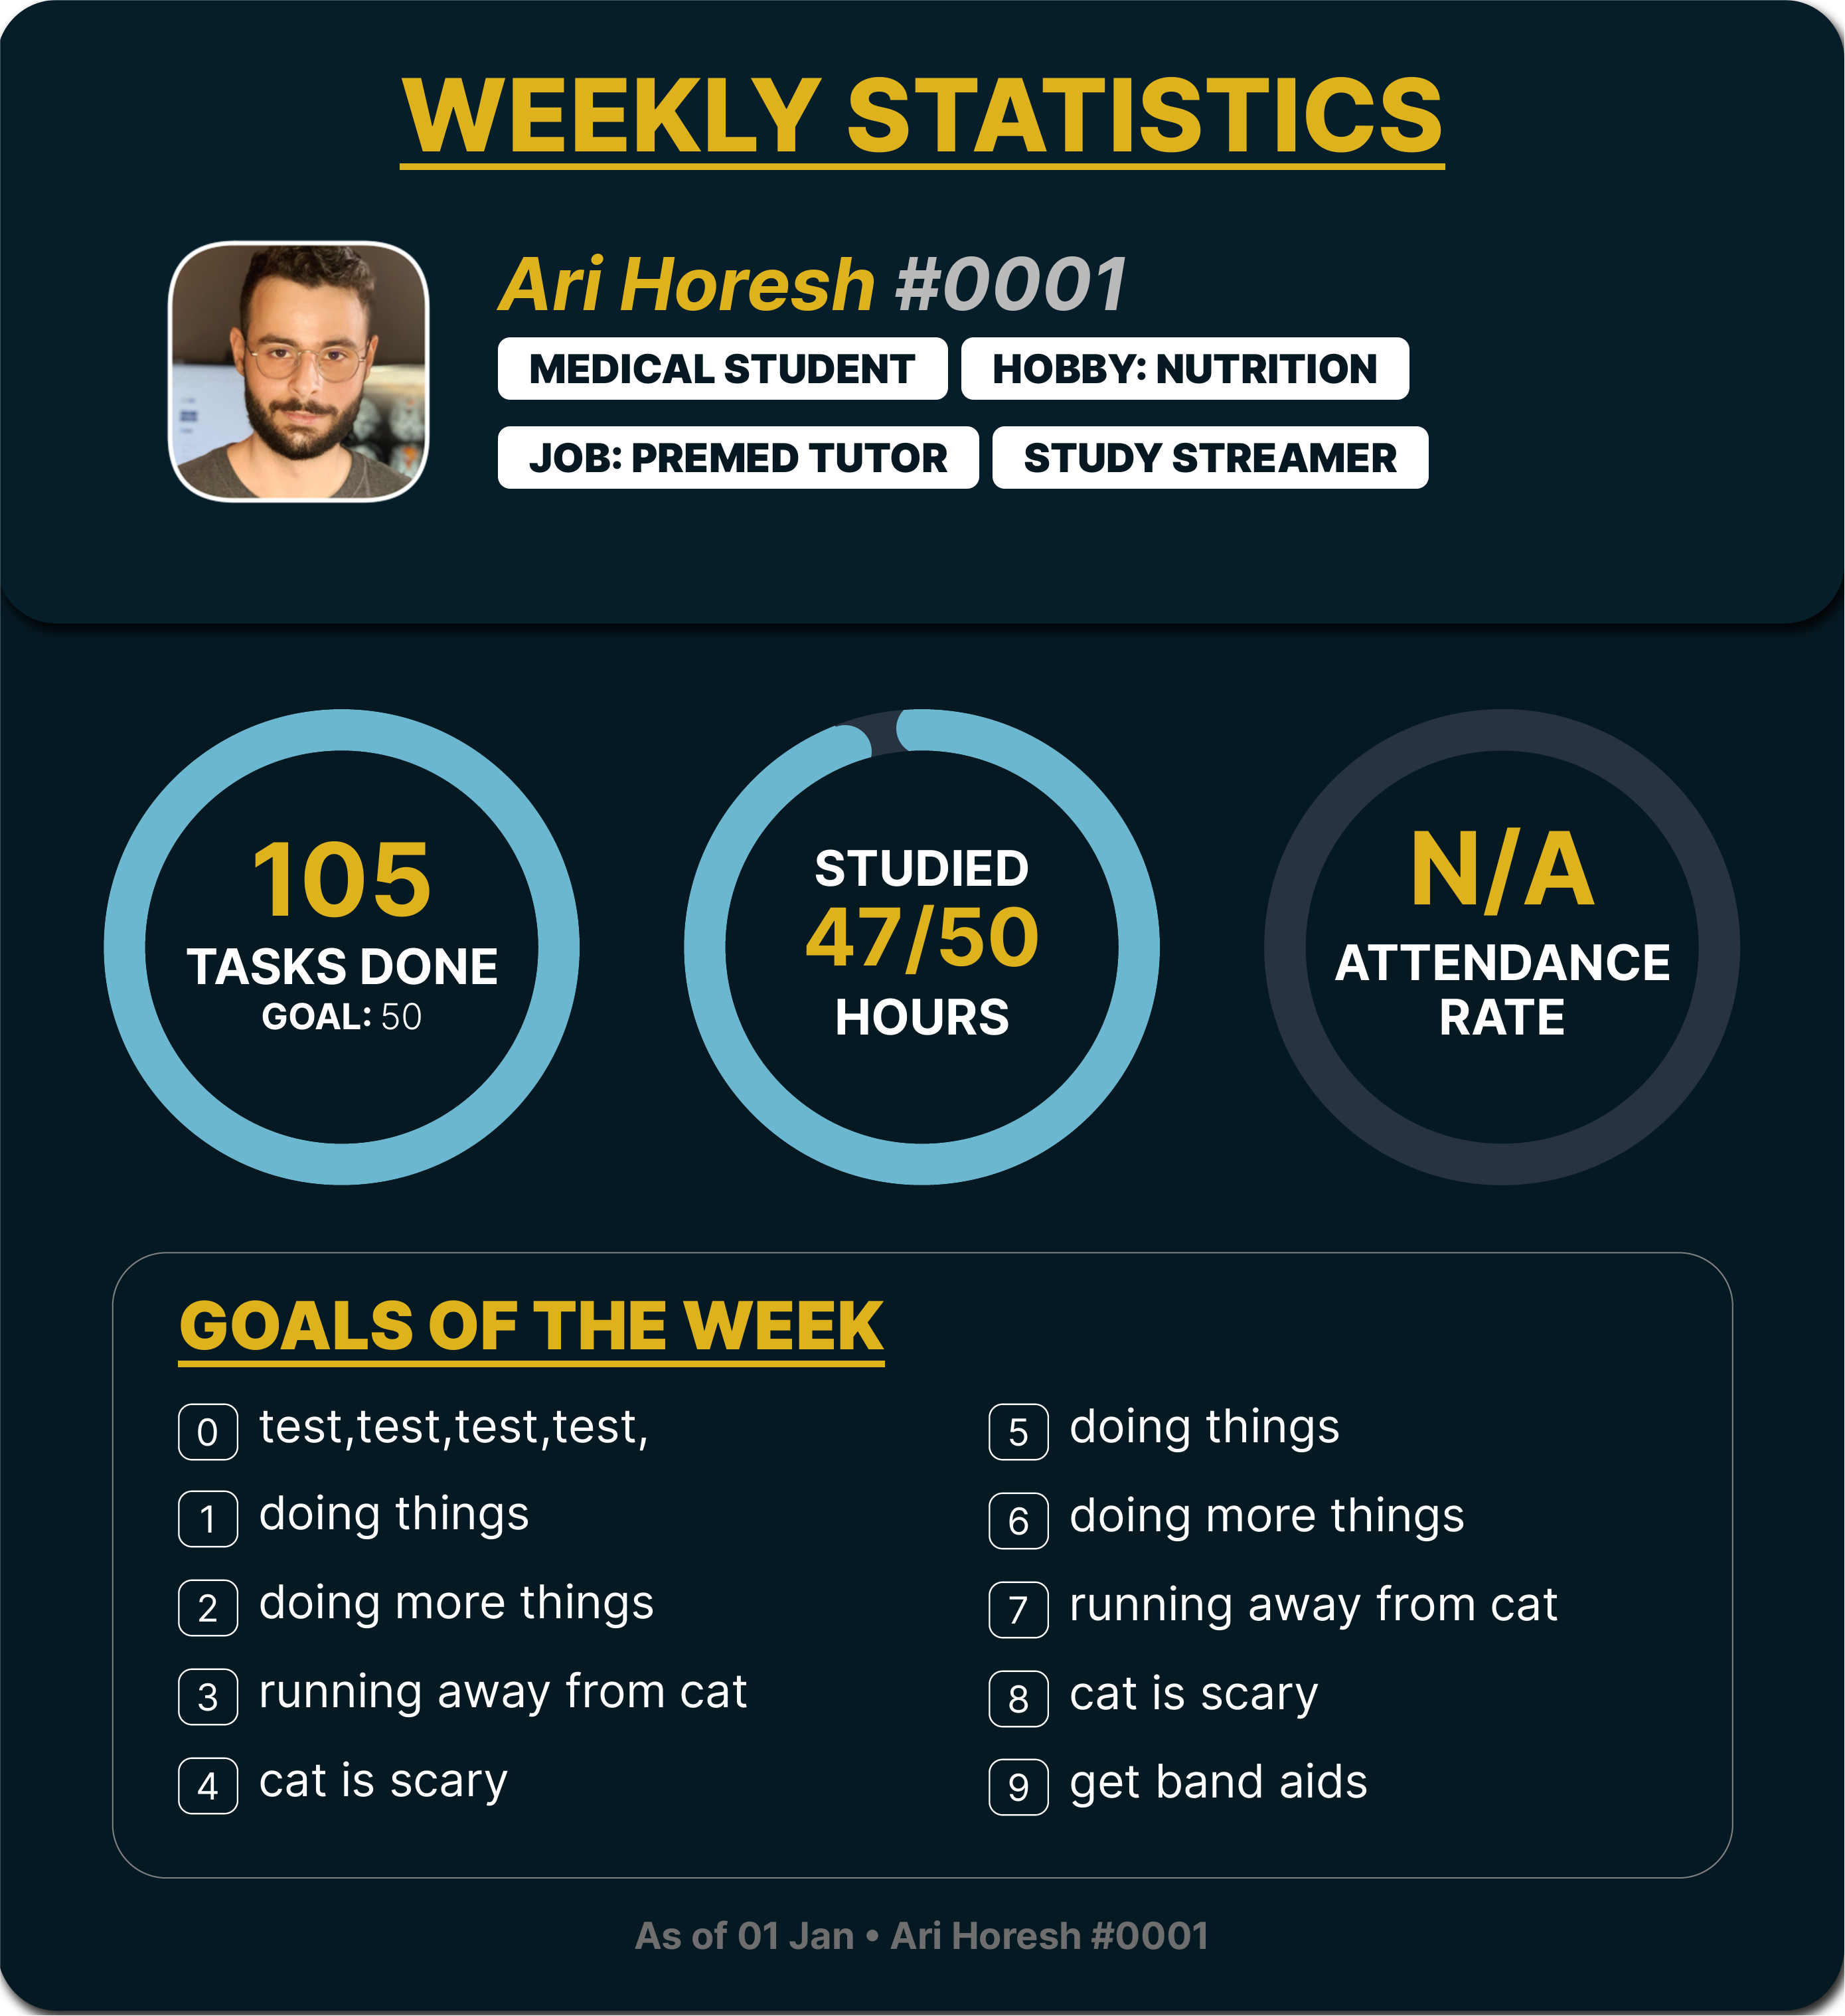 WEEKLY STATISTICS
Ari Horesh #0001
MEDICAL STUDENT HOBBY: NUTRITION
JOB: PREMED TUTOR STUDY STREAMER
105
TASKS DONE
GOAL: 50
STUDIED
47/50
HOURS
N/A
ATTENDANCE
RATE
GOALS OF THE WEEK
0 test,test,test,test,
1 doing things
2 doing more things
3 running away from cat
4 cat is scary
5 doing things
6 doing more things
7 running away from cat
8 cat is scary
9 get band aids
As of 01 Jan • Ari Horesh #0001